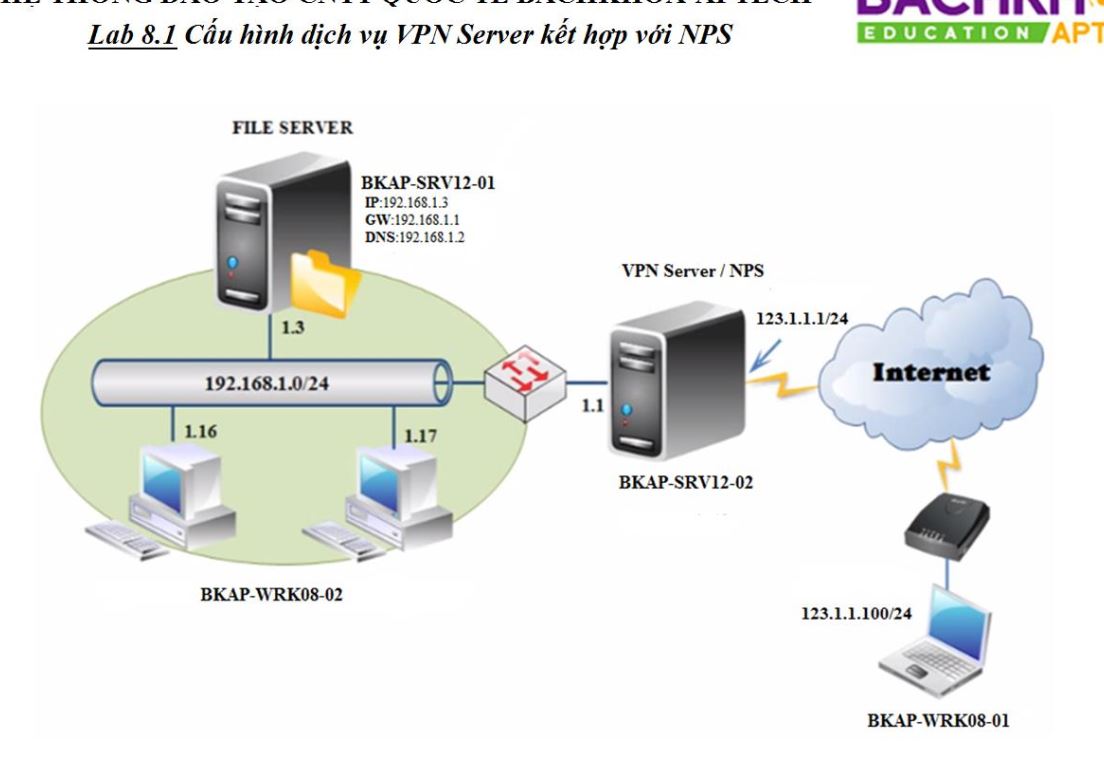 Lab 8.1 Cấu hình dịch vụ VPN Server kết hợp với NPS
EDUCATION
FILE SERVER
BKAP-SRV12-01
IP:192.168.1.3
GW:192.168.1.1
DNS:192.168.1.2
1.3
192.168.1.0/24
1.16
1.17
BKAP-WRK08-02
VPN Server / NPS
123.1.1.1/24
1.1
BKAP-SRV12-02
Internet
123.1.1.100/24
BKAP-WRK08-01